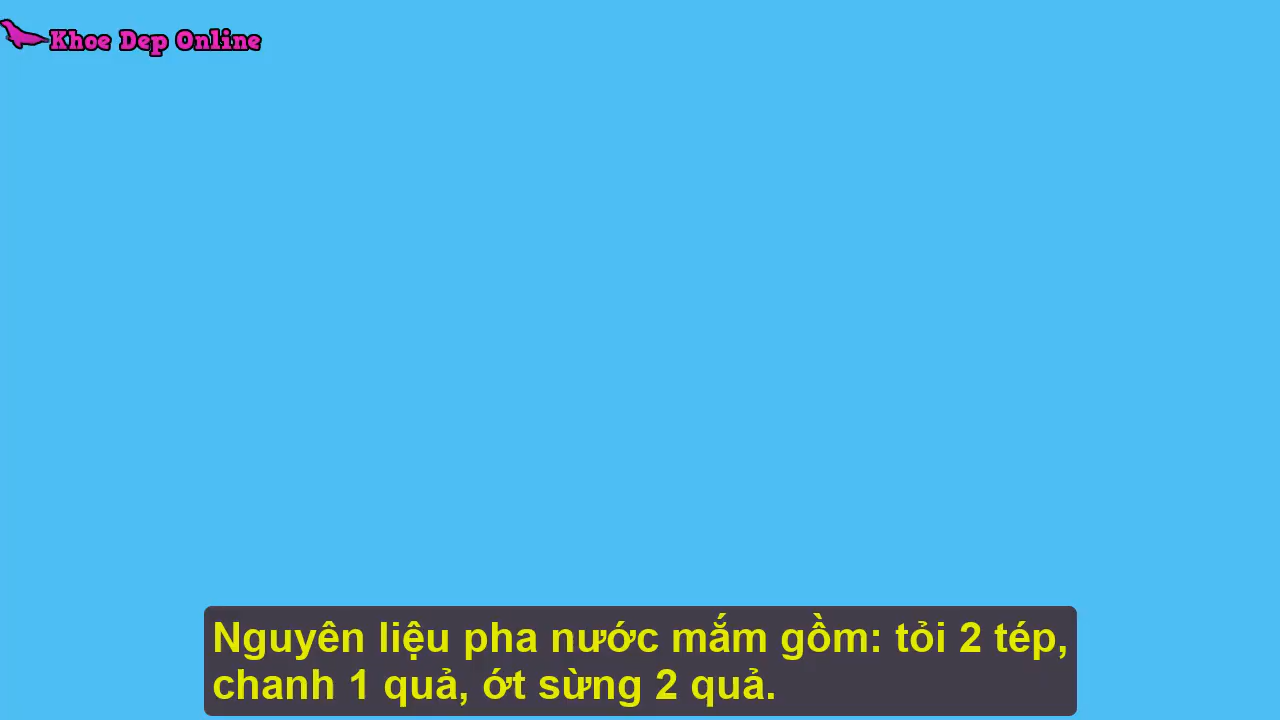 Khoe Dep Online
Nguyên liệu pha nước mắm gồm: tỏi 2 tép,
chanh 1 quả, ớt sừng 2 quả.